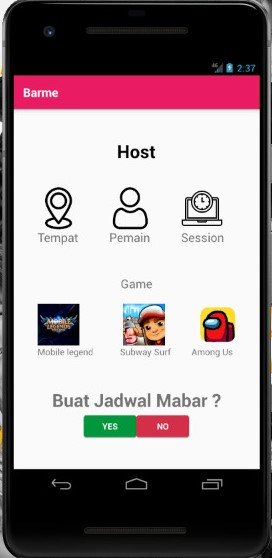 2:37
Barme
Host
Tempat Pemain Session
Game
Mobile legend Subway Surf Among Us
Buat Jadwal Mabar ?
YES NO